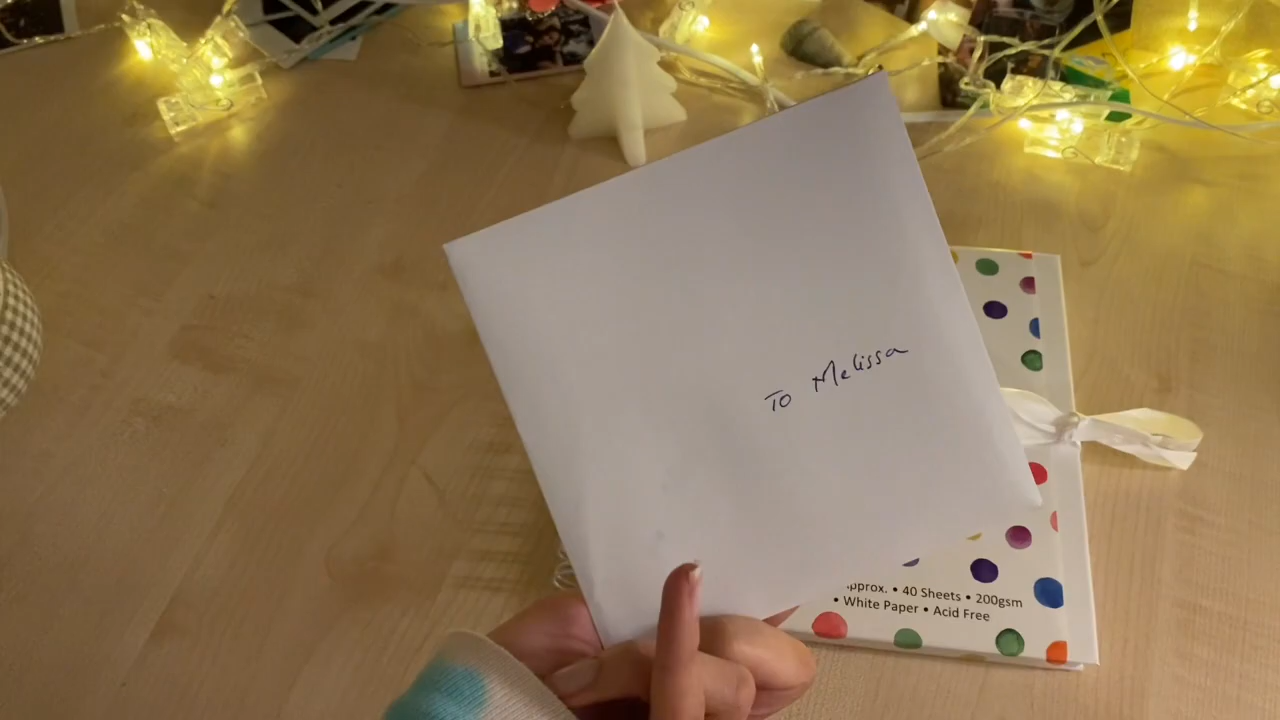 To Melissa
• 40 Sheets • 200gsm
• White Paper • Acid Free